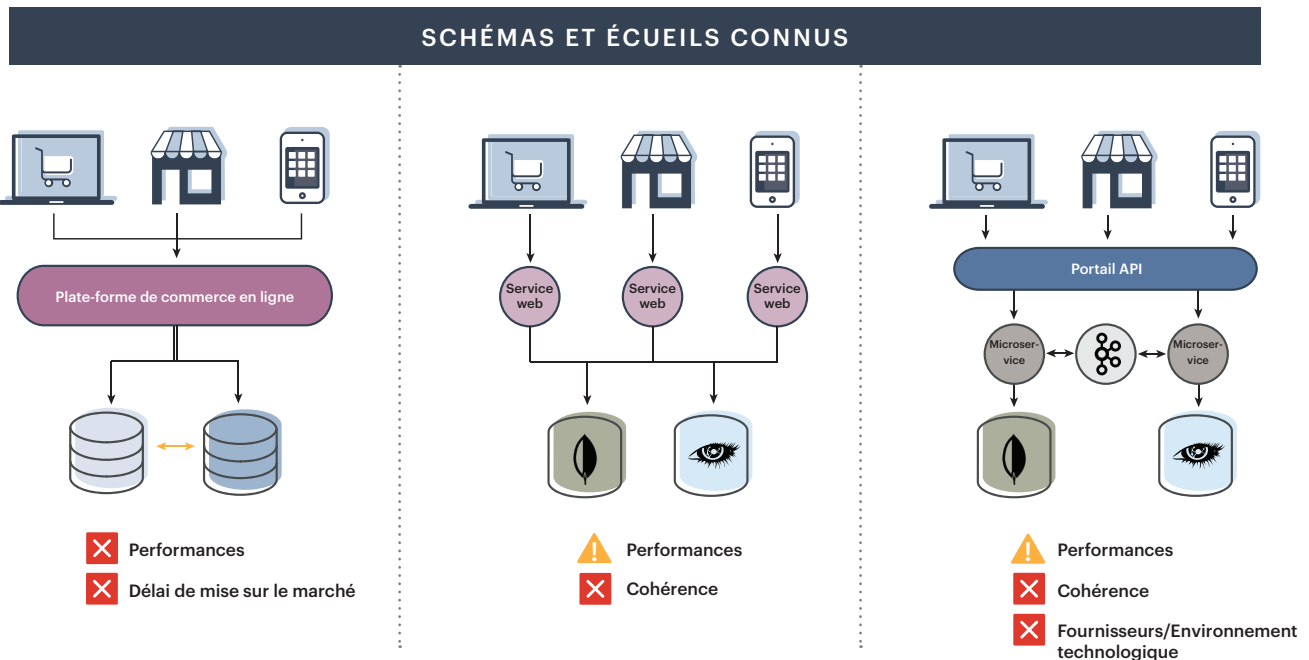 SCHÉMAS ET ÉCUEILS CONNUS
Plate-forme de commerce en ligne
Performances
Délai de mise sur le marché
Service
web
Service
web
Service
web
Performances
Cohérence
Portail API
Microser-
vice
Microser-
vice
Performances
Cohérence
Fournisseurs/Environnement
technologique